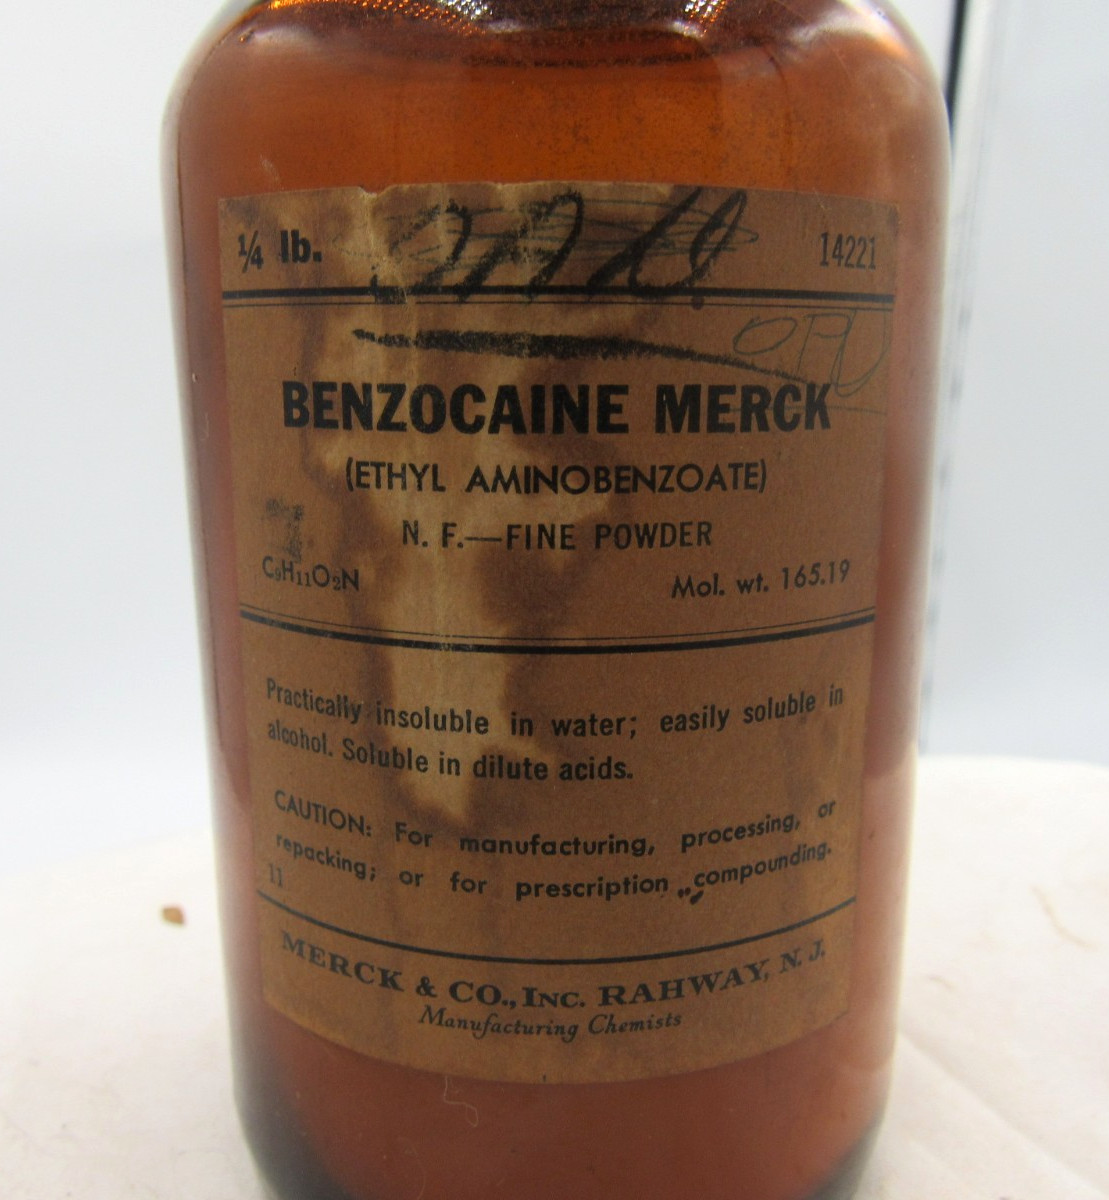 ¼ lb.
14221
OPD
BENZOCAINE MERCK
(ETHYL AMINOBENZOATE)
N. F.—FINE POWDER
C₉H₁₁O₂N
Mol. wt. 165.19
Practically insoluble in water; easily soluble in
alcohol. Soluble in dilute acids.
CAUTION: For manufacturing, processing, or
repacking; or for prescription compounding.
11
MERCK & CO., INC. RAHWAY, N. J.
Manufacturing Chemists